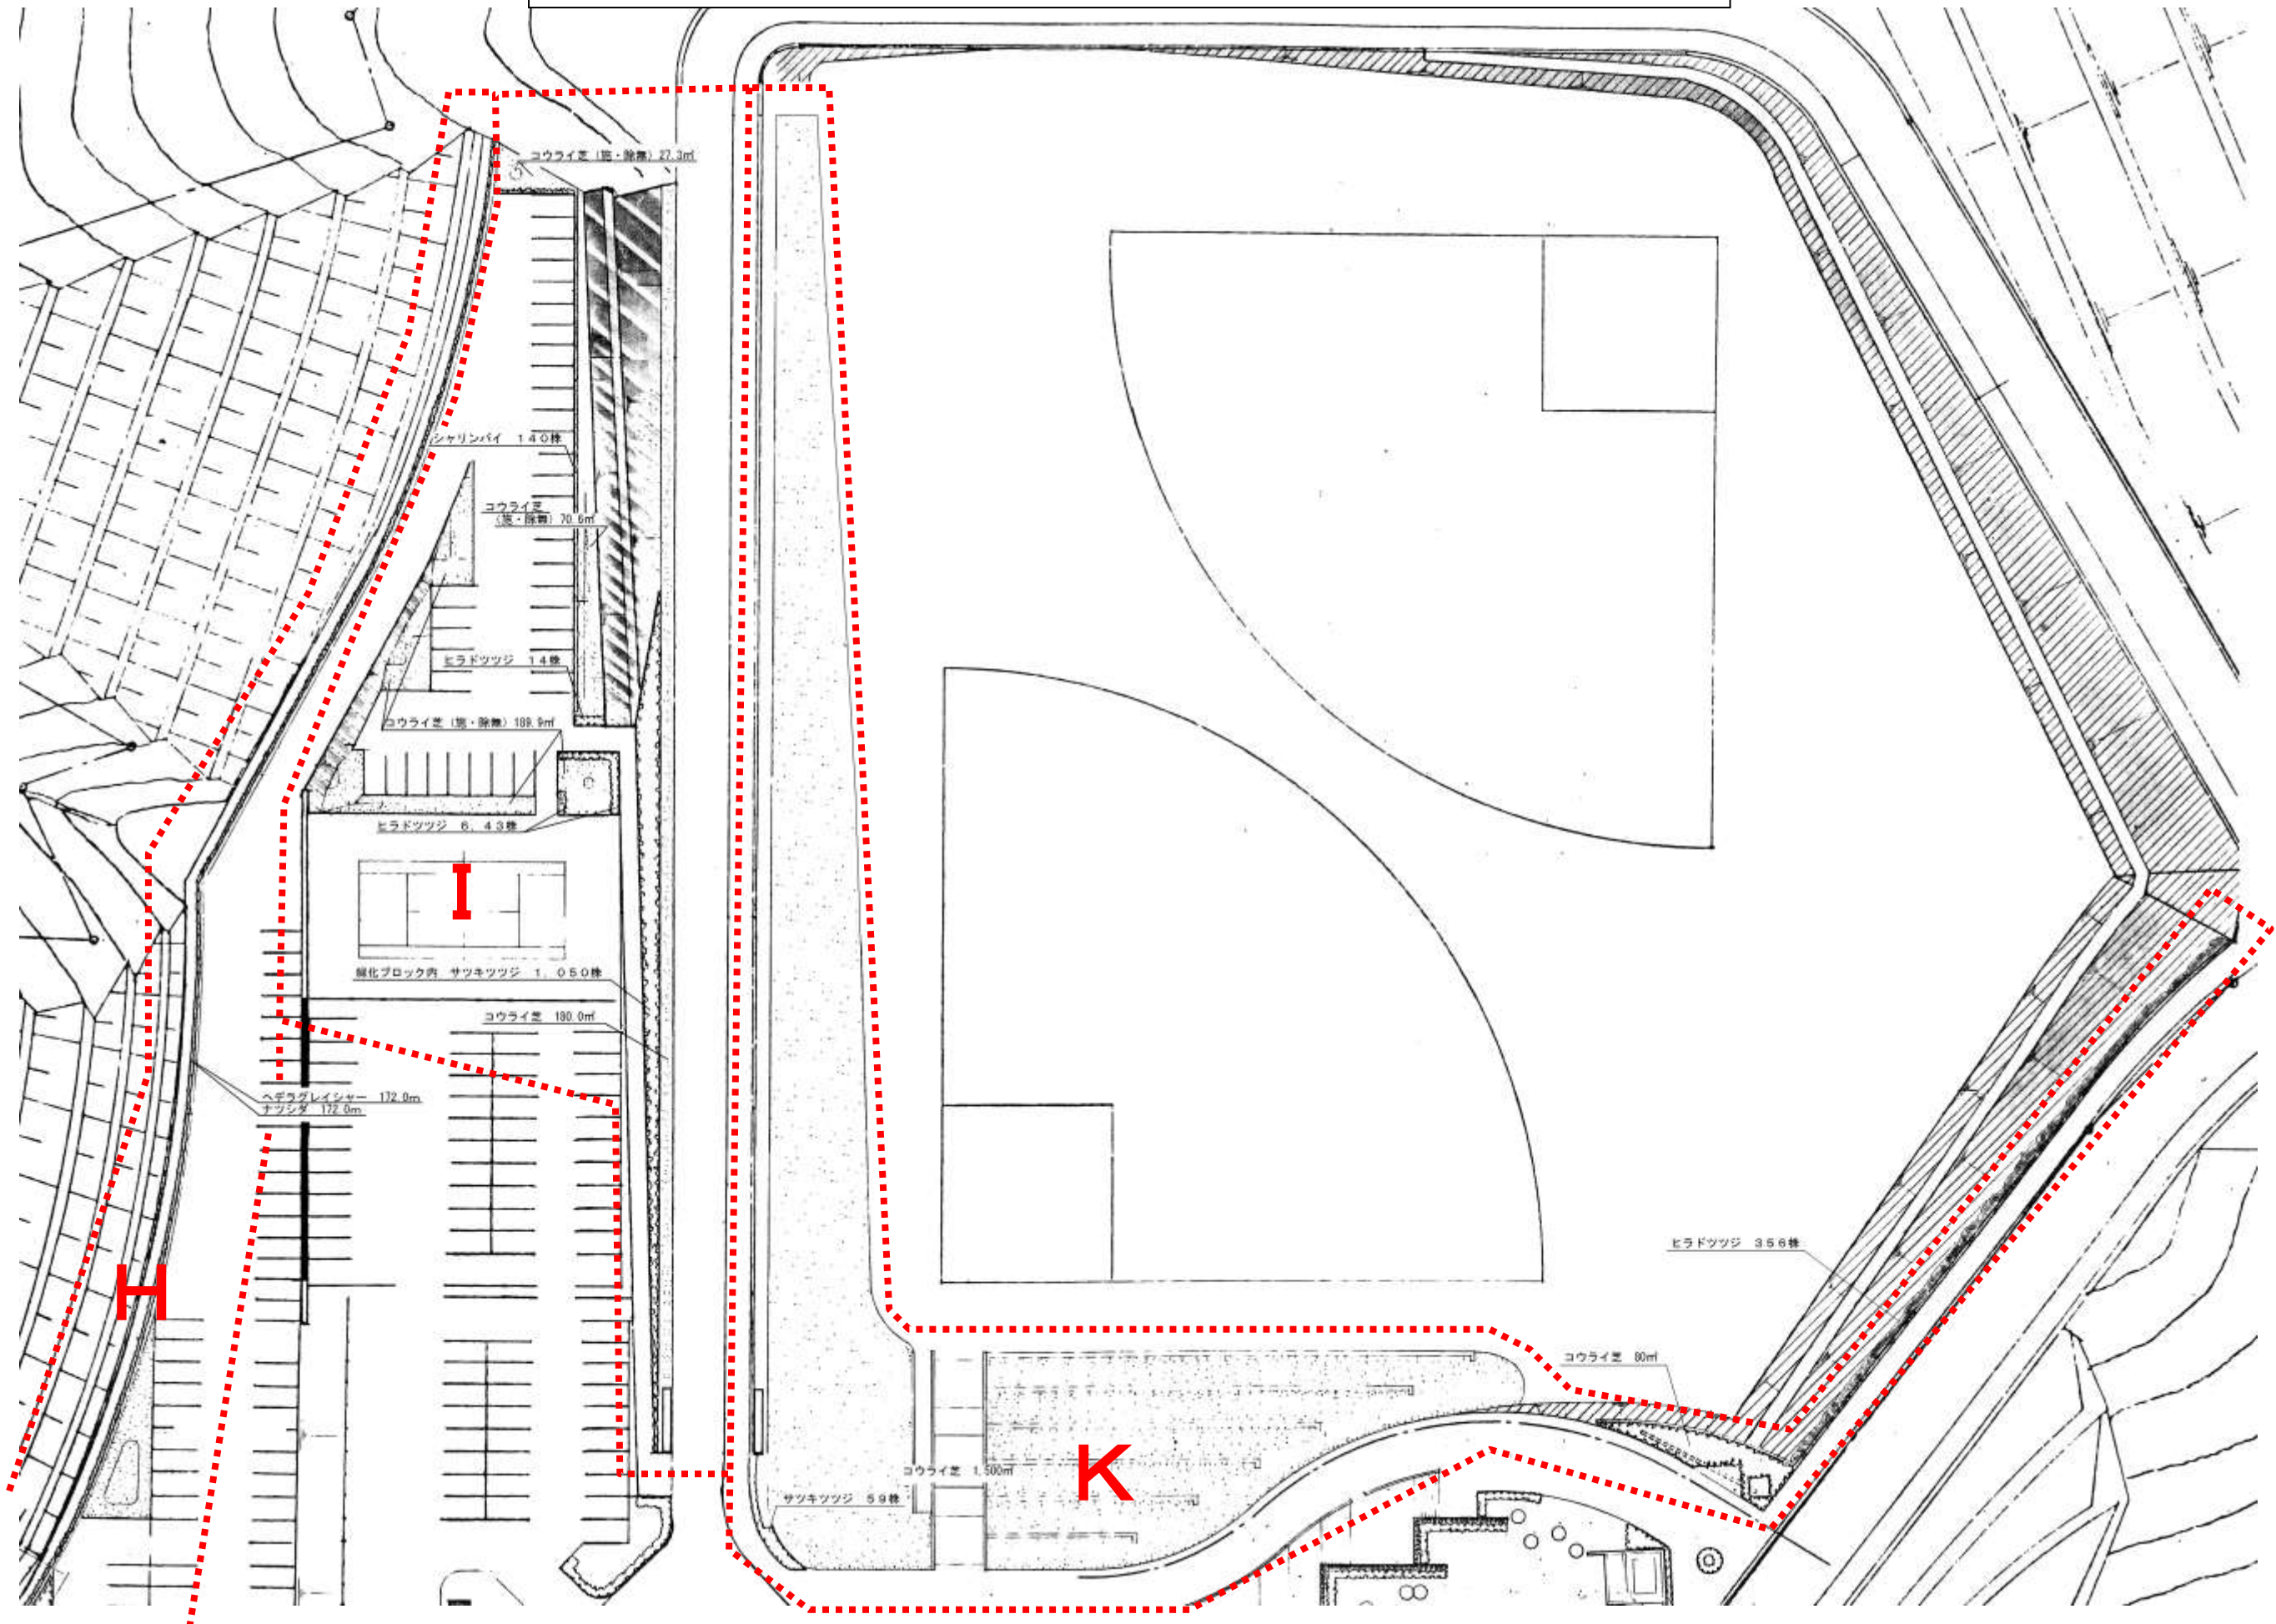 コウライ芝（施・除無）27.3㎡
シャリンバイ　１４０株
コウライ芝
（施・除無）70.6㎡
ヒラドツツジ　１４株
コウライ芝（施・除無）189.9㎡
ヒラドツツジ　６，４３株
I
緑化ブロック内　サツキツツジ　１，０５０株
コウライ芝　180.0㎡
ヘデラグレイシャー　172.0m
ナツシダ　172.0m
H
ヒラドツツジ　３５６株
コウライ芝　80㎡
K
コウライ芝　1,500㎡
サツキツツジ　５９株